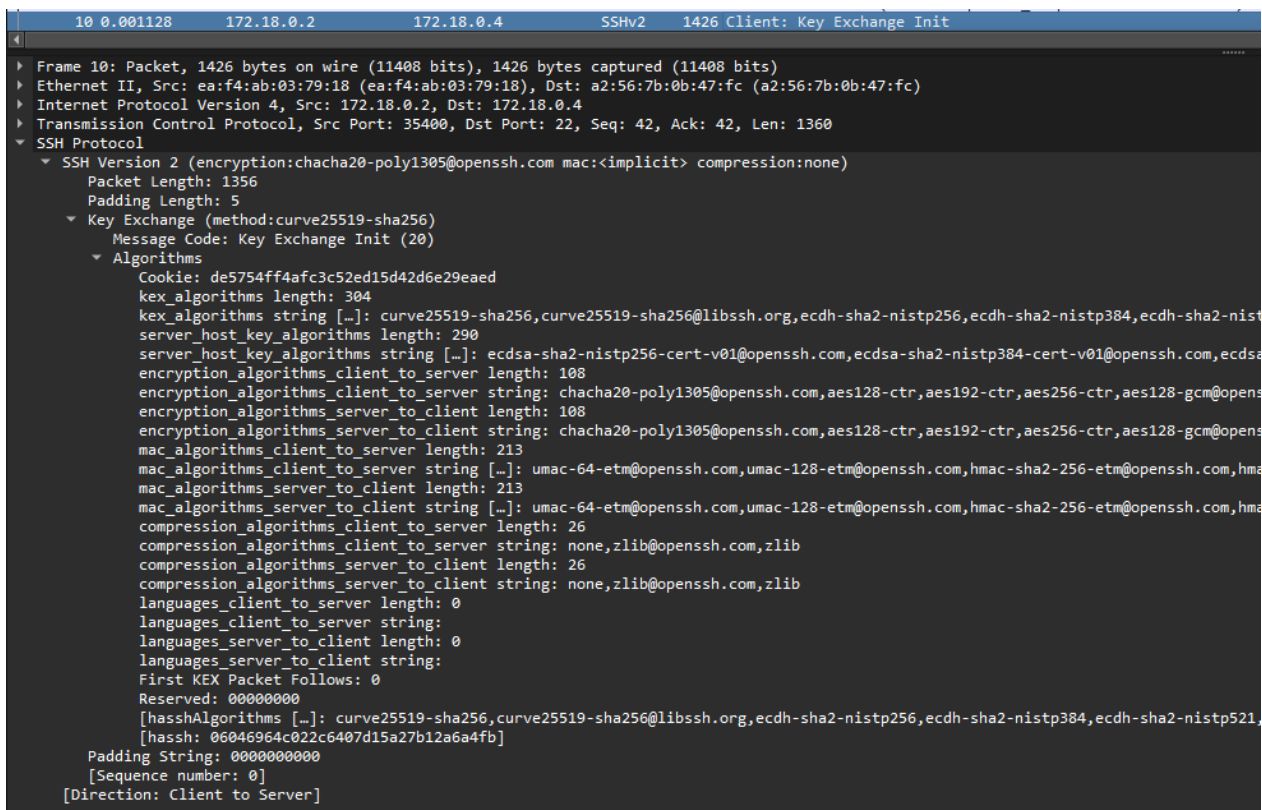 10 0.001128 172.18.0.2 172.18.0.4 SSHv2 1426 Client: Key Exchange Init
Frame 10: Packet, 1426 bytes on wire (11408 bits), 1426 bytes captured (11408 bits)
Ethernet II, Src: ea:f4:ab:03:79:18 (ea:f4:ab:03:79:18), Dst: a2:56:7b:0b:47:fc (a2:56:7b:0b:47:fc)
Internet Protocol Version 4, Src: 172.18.0.2, Dst: 172.18.0.4
Transmission Control Protocol, Src Port: 35400, Dst Port: 22, Seq: 42, Ack: 42, Len: 1360
SSH Protocol
SSH Version 2 (encryption:chacha20-poly1305@openssh.com mac:<implicit> compression:none)
Packet Length: 1356
Padding Length: 5
Key Exchange (method:curve25519-sha256)
Message Code: Key Exchange Init (20)
Algorithms
Cookie: de5754ff4afc3c52ed15d42d6e29eaed
kex_algorithms length: 304
kex_algorithms string […]: curve25519-sha256,curve25519-sha256@libssh.org,ecdh-sha2-nistp256,ecdh-sha2-nistp384,ecdh-sha2-nist
server_host_key_algorithms length: 290
server_host_key_algorithms string […]: ecdsa-sha2-nistp256-cert-v01@openssh.com,ecdsa-sha2-nistp384-cert-v01@openssh.com,ecdsa
encryption_algorithms_client_to_server length: 108
encryption_algorithms_client_to_server string: chacha20-poly1305@openssh.com,aes128-ctr,aes192-ctr,aes256-ctr,aes128-gcm@opens
encryption_algorithms_server_to_client length: 108
encryption_algorithms_server_to_client string: chacha20-poly1305@openssh.com,aes128-ctr,aes192-ctr,aes256-ctr,aes128-gcm@opens
mac_algorithms_client_to_server length: 213
mac_algorithms_client_to_server string […]: umac-64-etm@openssh.com,umac-128-etm@openssh.com,hmac-sha2-256-etm@openssh.com,hma
mac_algorithms_server_to_client length: 213
mac_algorithms_server_to_client string […]: umac-64-etm@openssh.com,umac-128-etm@openssh.com,hmac-sha2-256-etm@openssh.com,hma
compression_algorithms_client_to_server length: 26
compression_algorithms_client_to_server string: none,zlib@openssh.com,zlib
compression_algorithms_server_to_client length: 26
compression_algorithms_server_to_client string: none,zlib@openssh.com,zlib
languages_client_to_server length: 0
languages_client_to_server string:
languages_server_to_client length: 0
languages_server_to_client string:
First KEX Packet Follows: 0
Reserved: 00000000
[hasshAlgorithms […]: curve25519-sha256,curve25519-sha256@libssh.org,ecdh-sha2-nistp256,ecdh-sha2-nistp384,ecdh-sha2-nistp521,
[hassh: 06046964c022c6407d15a27b12a6a4fb]
Padding String: 0000000000
[Sequence number: 0]
[Direction: Client to Server]